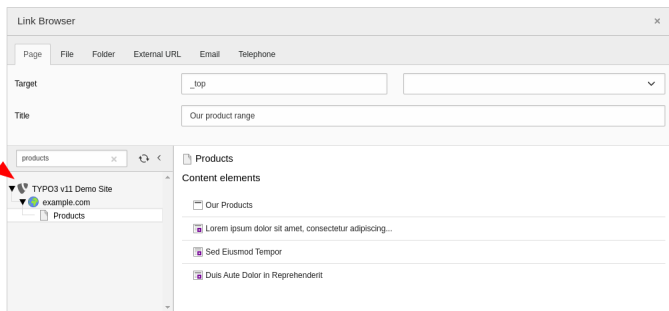 Link Browser
Page File Folder External URL Email Telephone
Target _top
Title Our product range
products
TYPO3 v11 Demo Site
example.com
Products
Products
Content elements
Our Products
Lorem ipsum dolor sit amet, consectetur adipiscing...
Sed Eiusmod Tempor
Duis Aute Dolor in Reprehenderit